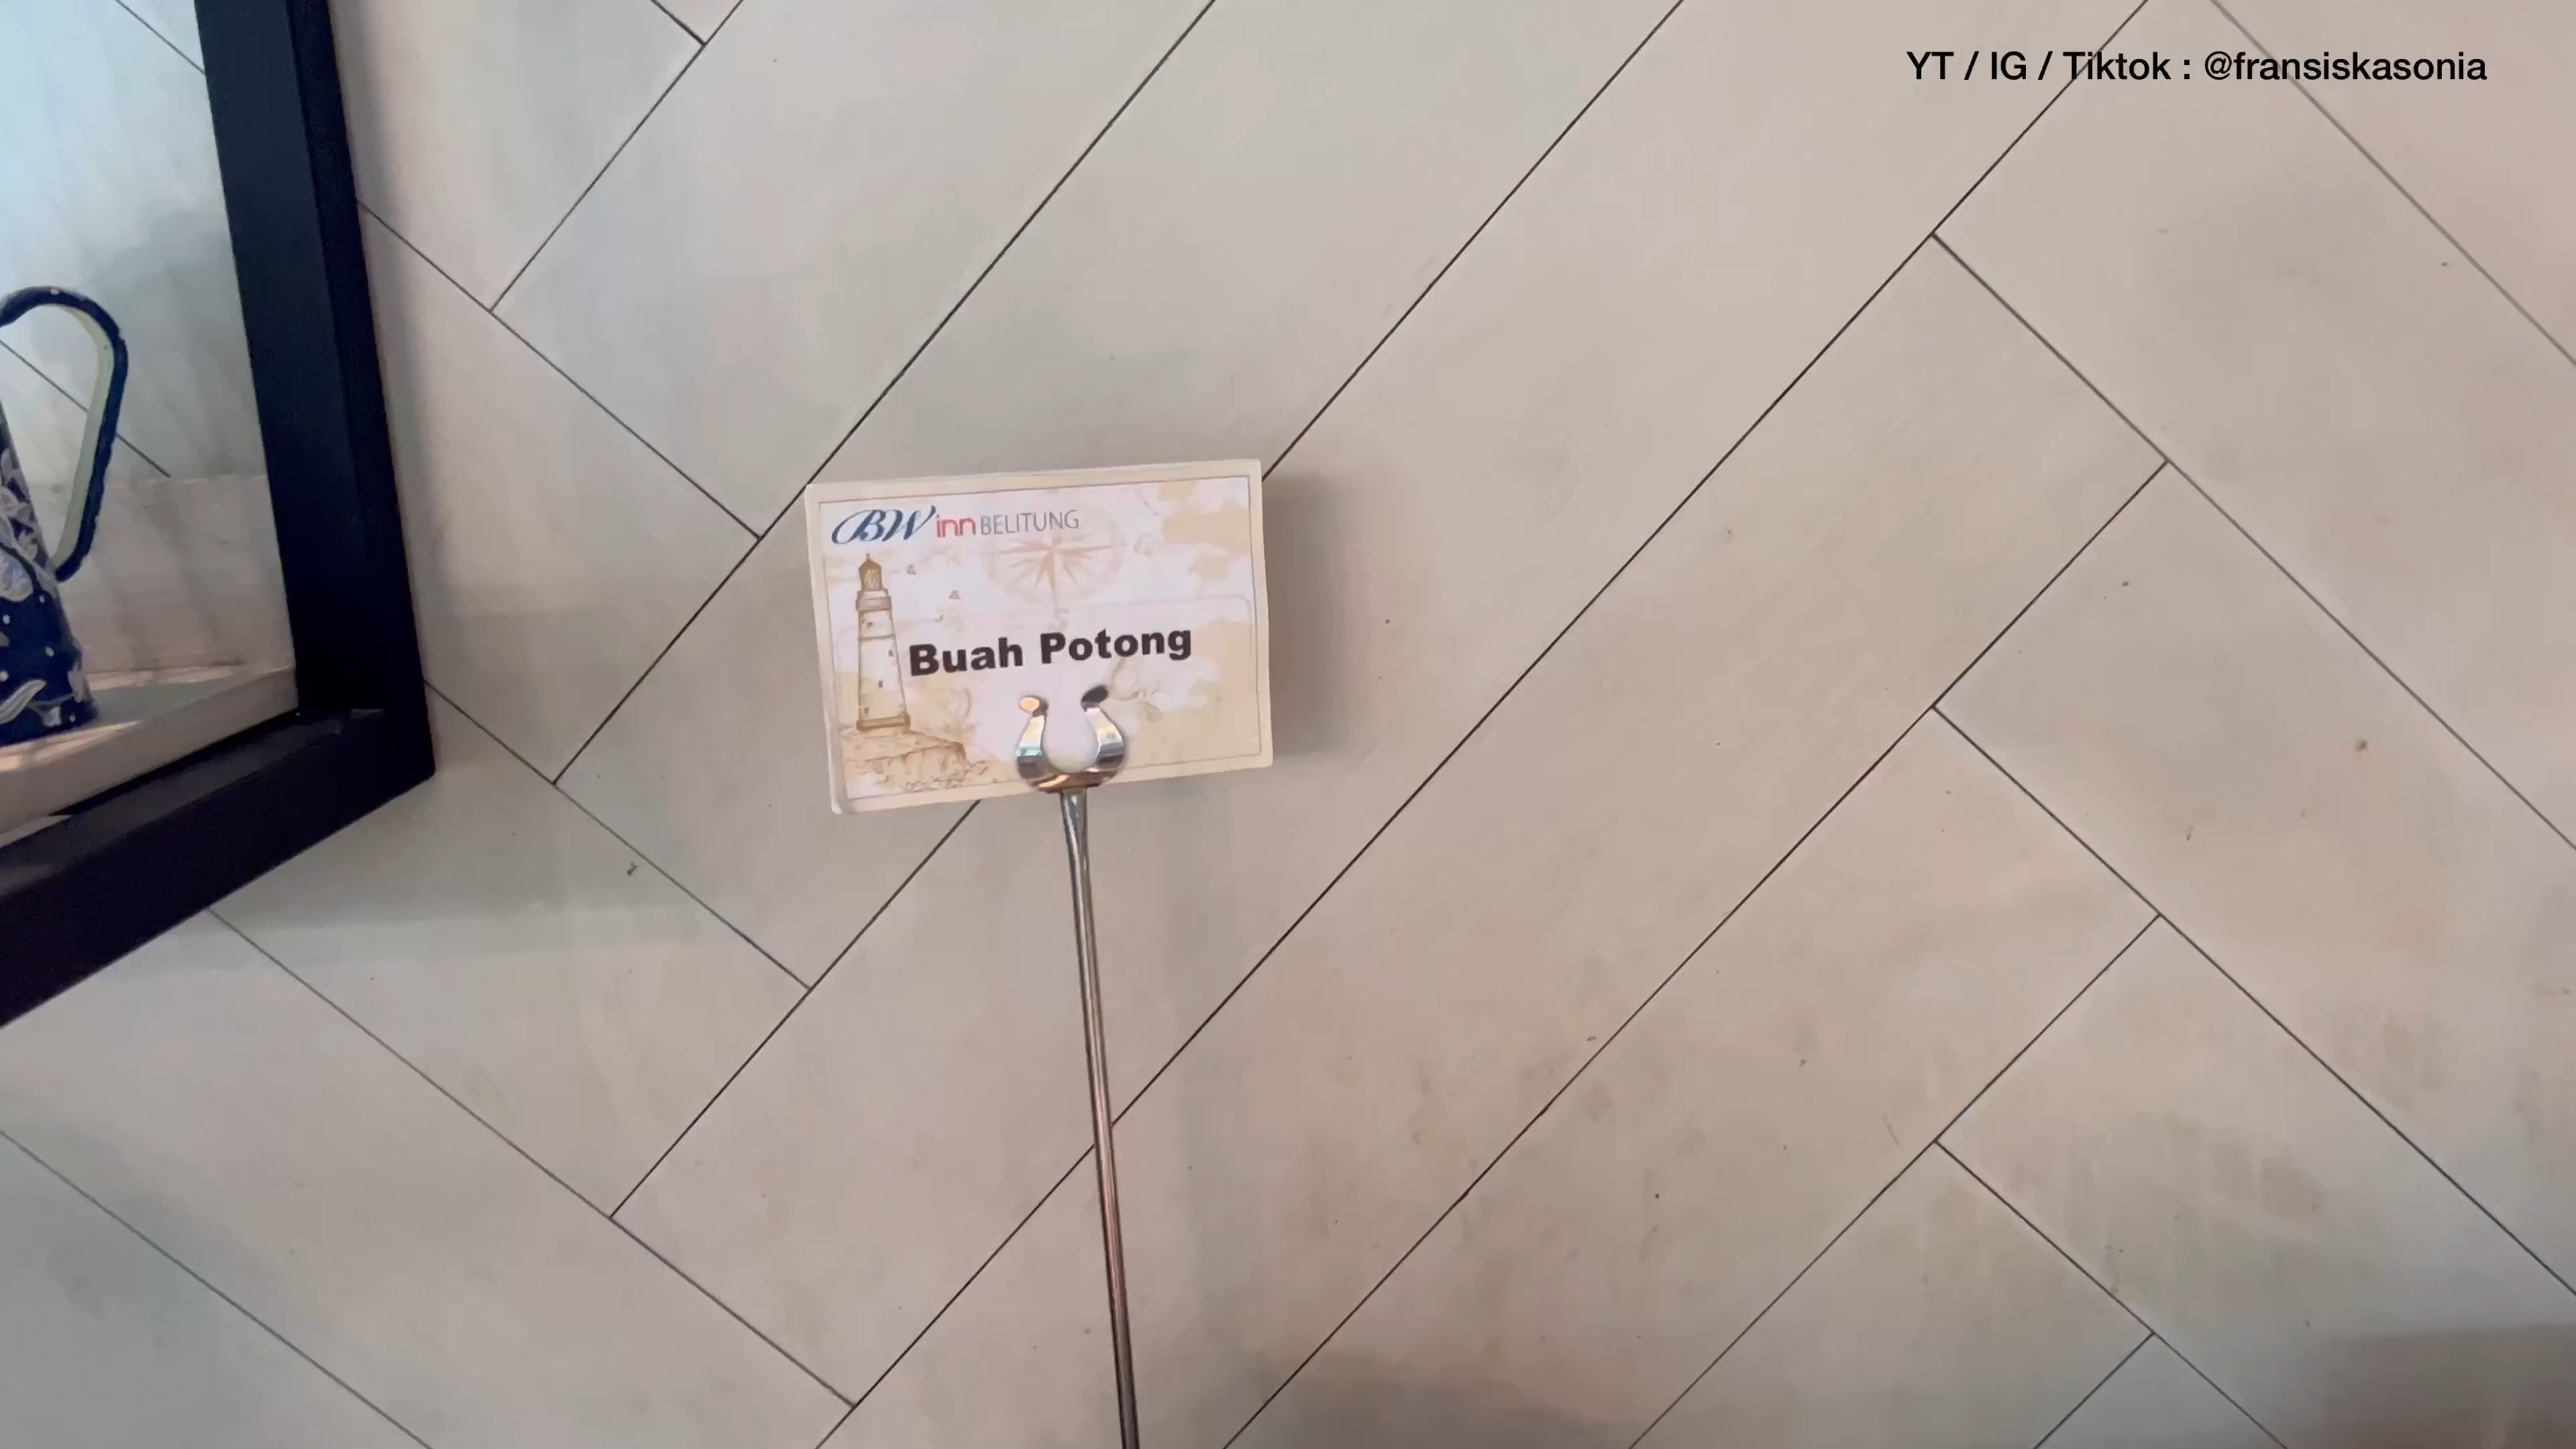 YT / IG / Tiktok : @fransiskasonia
BW inn BELITUNG
Buah Potong